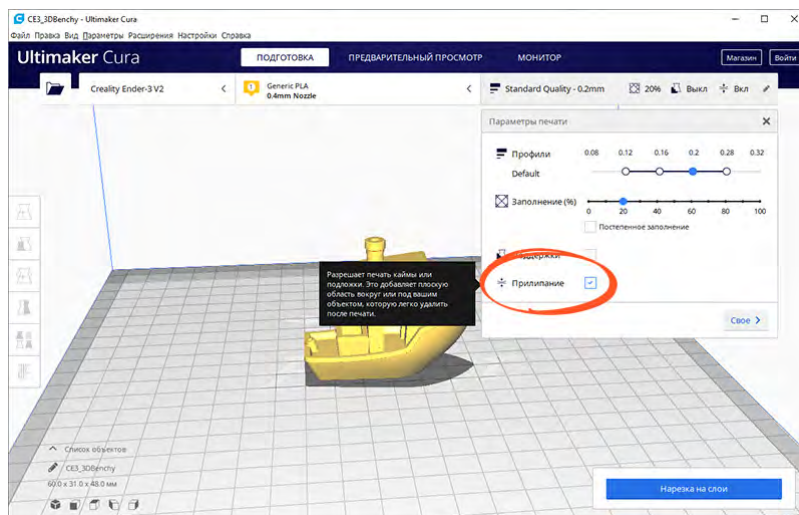 CE3_3DBenchy - Ultimaker Cura
Файл Правка Вид Параметры Расширения Настройки Справка
Ultimaker Cura
ПОДГОТОВКА
ПРЕДВАРИТЕЛЬНЫЙ ПРОСМОТР
МОНИТОР
Магазин
Войти
Creality Ender-3 V2
Generic PLA
0.4mm Nozzle
Standard Quality - 0.2mm
20%
Выкл
Вкл
Параметры печати
Профили
0.08 0.12 0.16 0.2 0.28 0.32
Default
Заполнение (%)
0 20 40 60 80 100
Постепенное заполнение
Поддержки
Разрешает печать каймы или
подложки. Это добавляет плоскую
область вокруг или под вашим
объектом, которую легко удалить
после печати.
Прилипание
Свое
Список объектов
CE3_3DBenchy
60.0 x 31.0 x 48.0 мм
Нарезка на слои